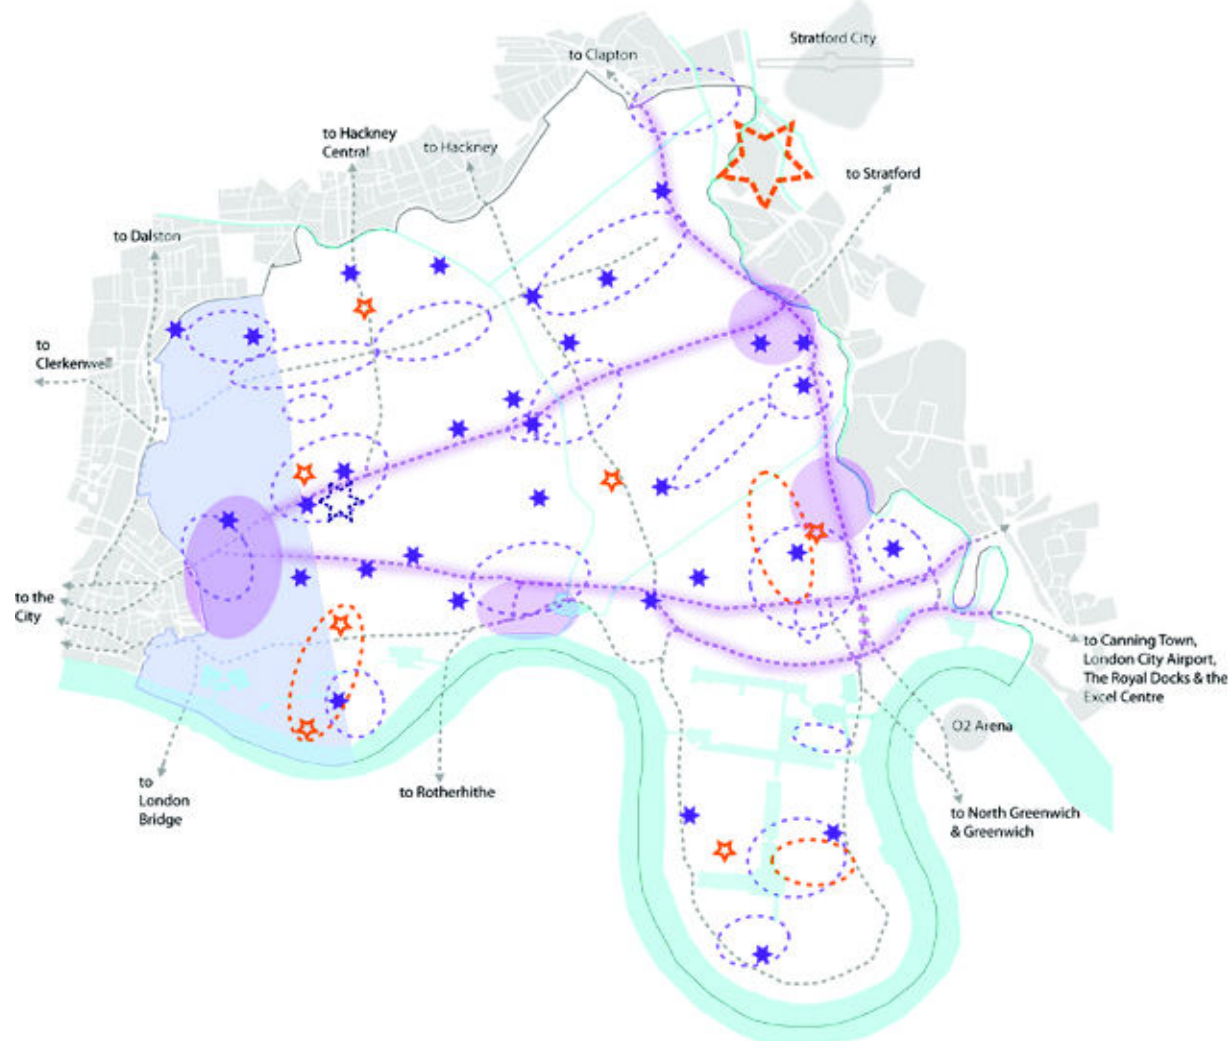 Stratford City
to Clapton
to Hackney
Central
to Hackney
to Stratford
to Dalston
to
Clerkenwell
to the
City
to Canning Town,
London City Airport,
The Royal Docks & the
Excel Centre
O2 Arena
to
London
Bridge
to Rotherhithe
to North Greenwich
& Greenwich